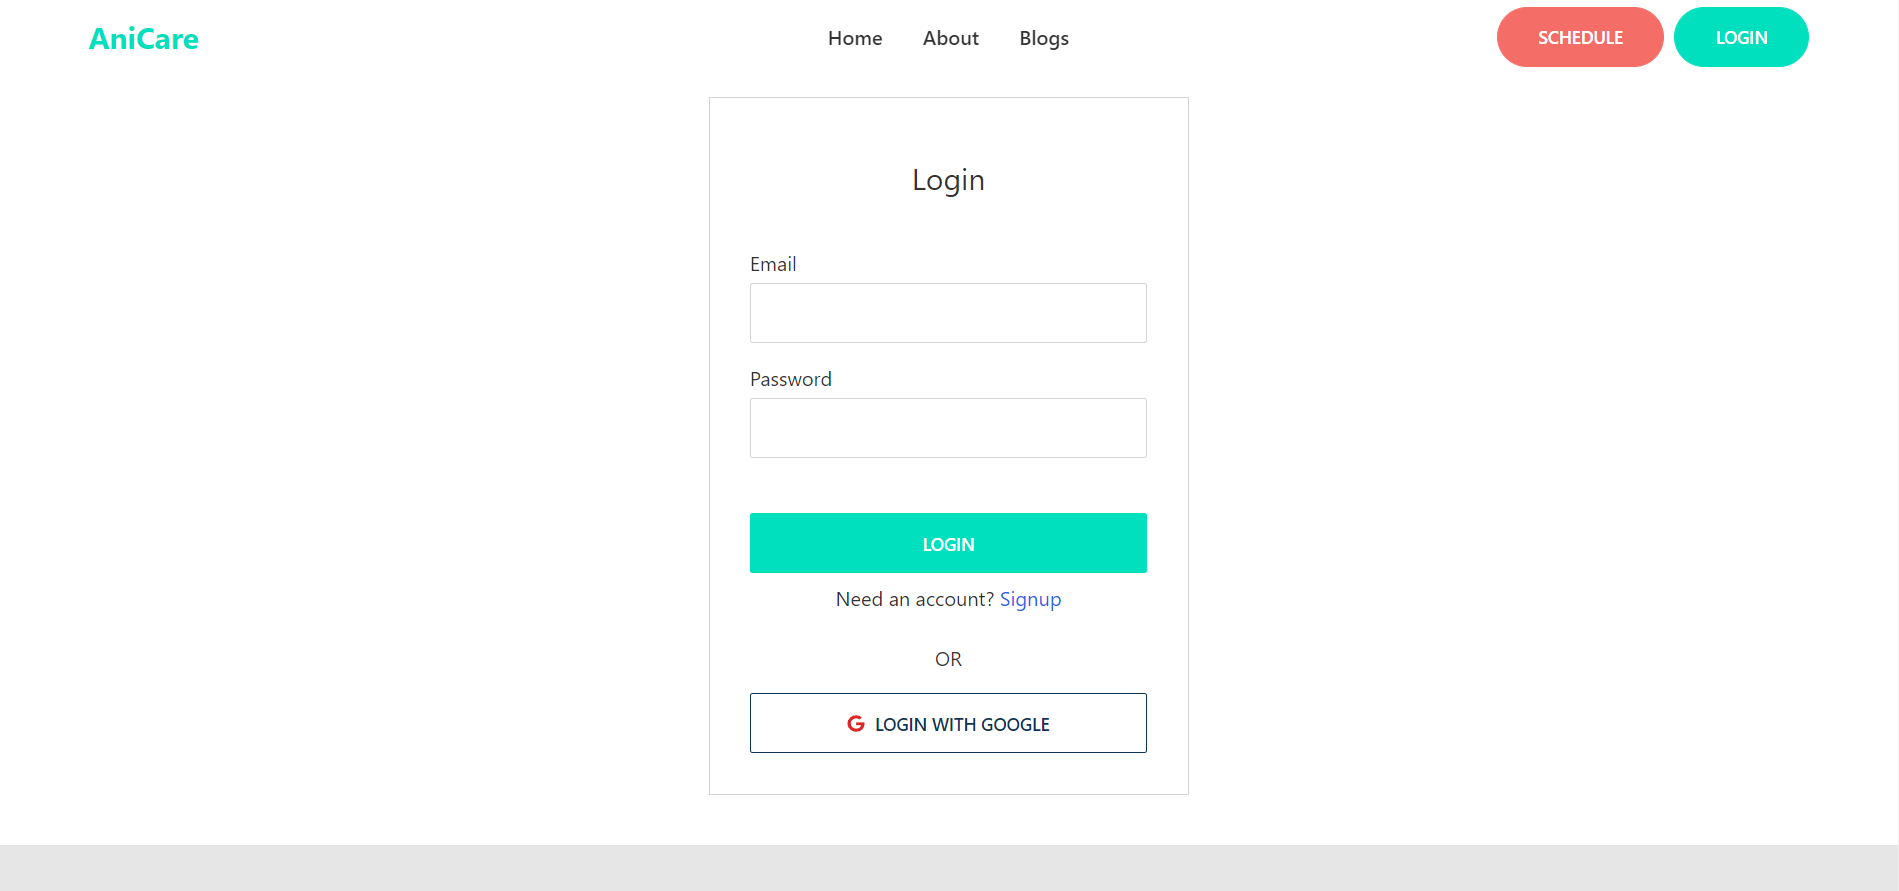 AniCare Home About Blogs SCHEDULE LOGIN
Login
Email
Password
LOGIN
Need an account? Signup
OR
LOGIN WITH GOOGLE